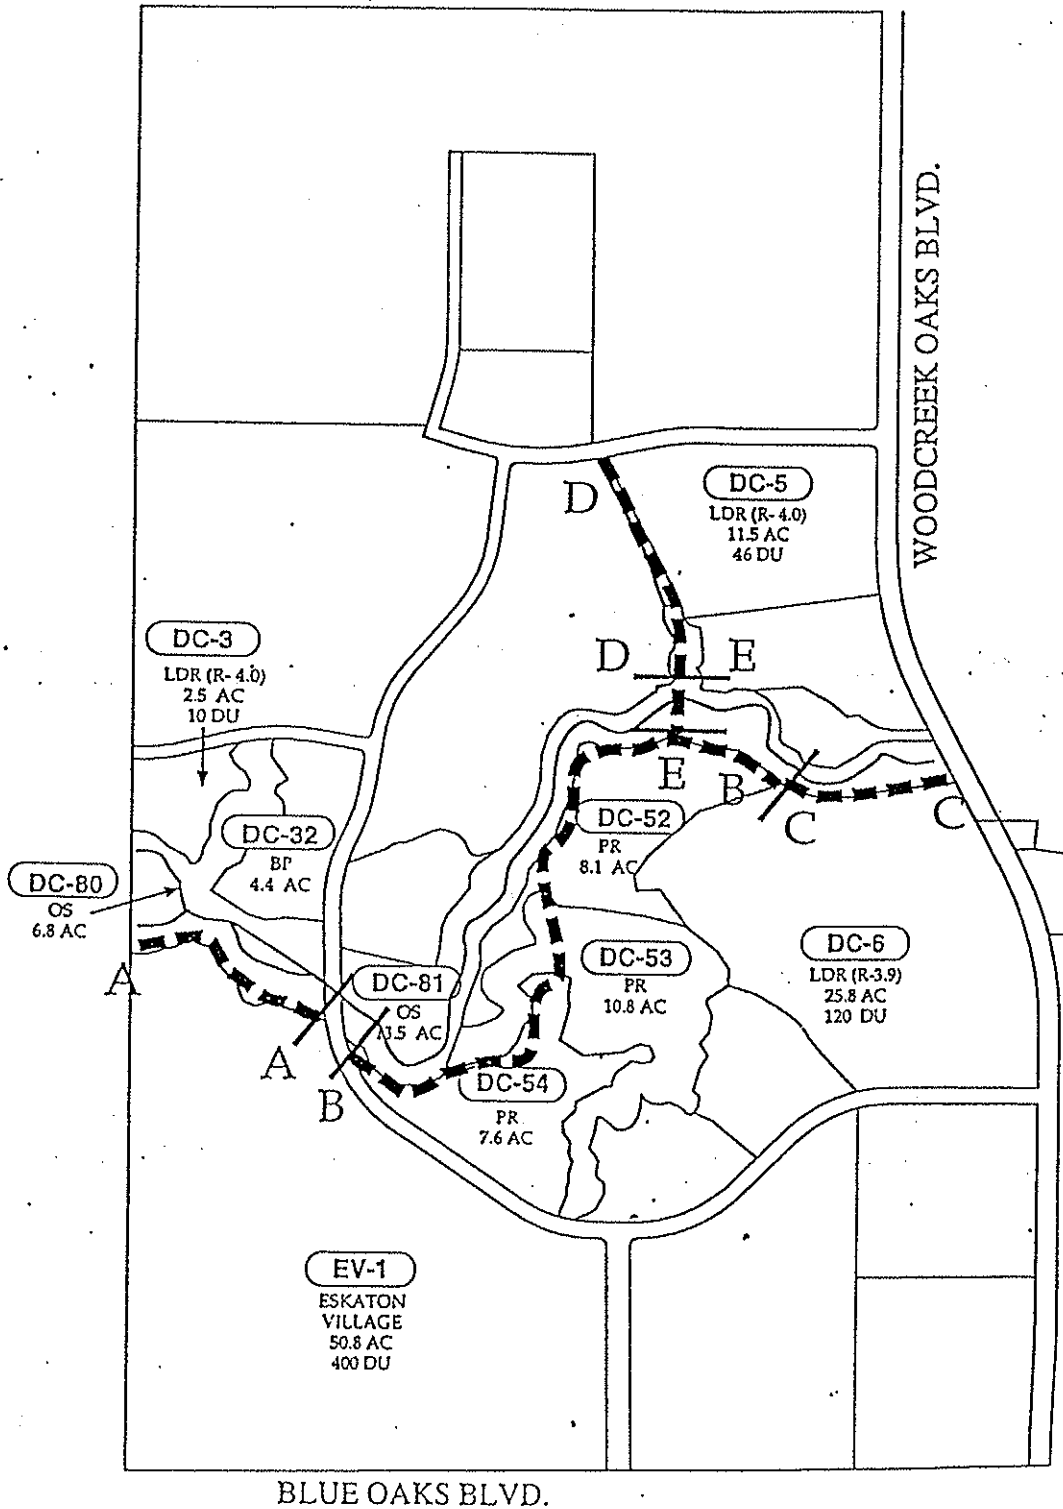 WOODCREEK OAKS BLVD.
D
DC-5
LDR (R-4.0)
11.5 AC
46 DU
DC-3
LDR (R-4.0)
2.5 AC
10 DU
D
E
E
B
C
C
DC-52
PR
8.1 AC
DC-32
BP
4.4 AC
DC-80
OS
6.8 AC
A
DC-6
LDR (R-3.9)
25.8 AC
120 DU
DC-53
PR
10.8 AC
DC-81
OS
13.5 AC
A
B
DC-54
PR
7.6 AC
EV-1
ESKATON
VILLAGE
50.8 AC
400 DU
BLUE OAKS BLVD.